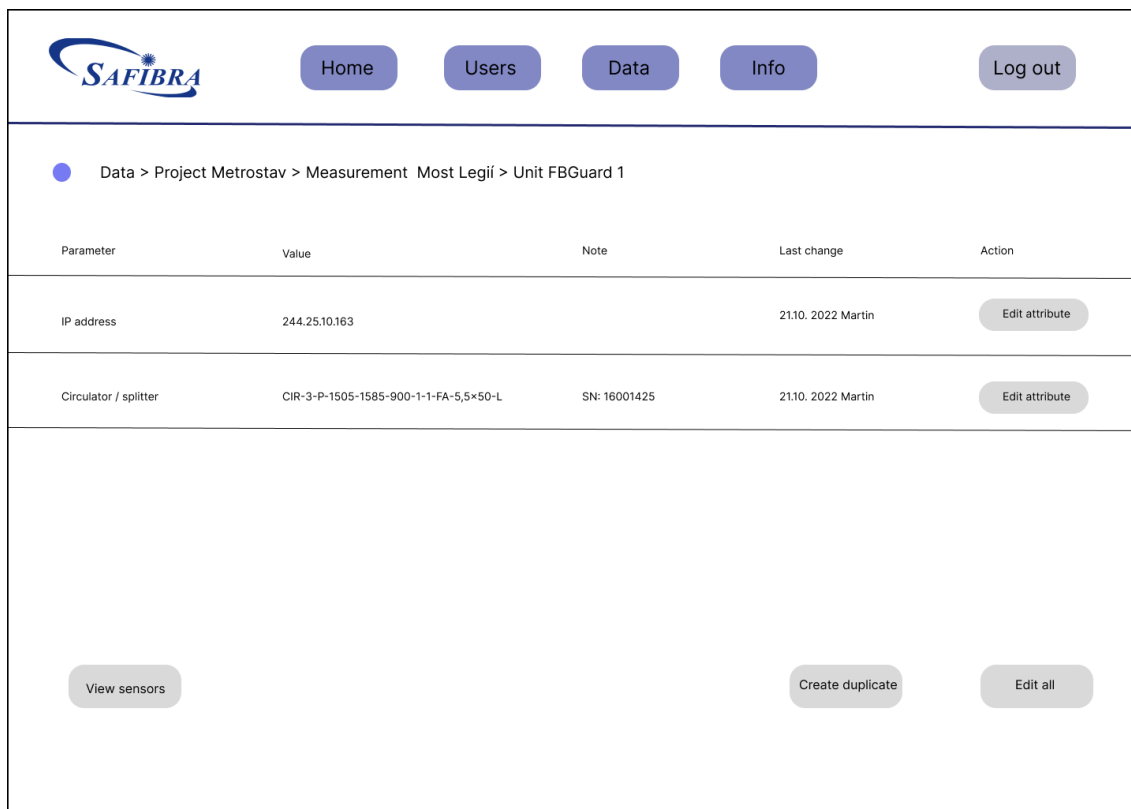 SAFIBRA Home Users Data Info Log out
Data > Project Metrostav > Measurement  Most Legií > Unit FBGuard 1
Parameter Value Note Last change Action
IP address 244.25.10.163 21.10. 2022 Martin Edit attribute
Circulator / splitter CIR-3-P-1505-1585-900-1-1-FA-5,5×50-L SN: 16001425 21.10. 2022 Martin Edit attribute
View sensors Create duplicate Edit all